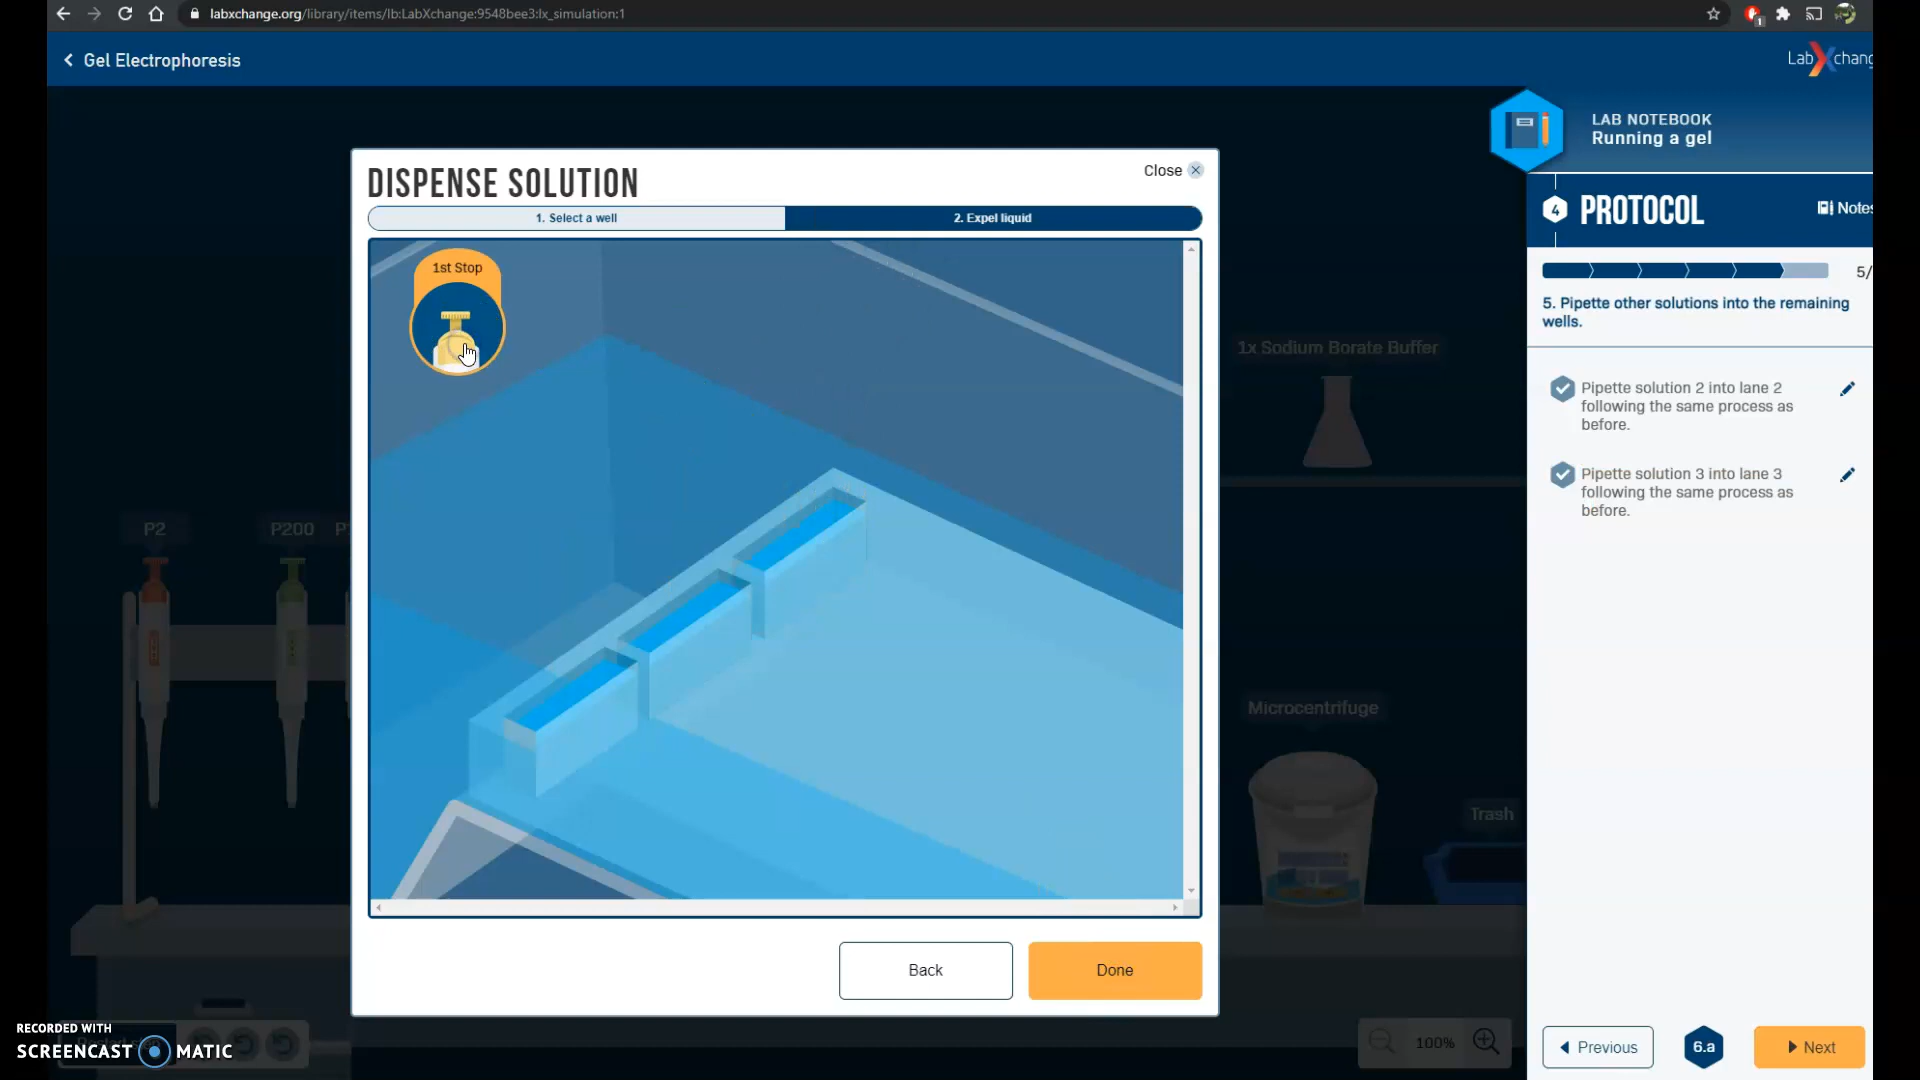 labxchange.org/library/items/lb:LabXchange:9548bee3:lx_simulation:1
1
Gel Electrophoresis
LabXchang
LAB NOTEBOOK
Running a gel
4
PROTOCOL
Notes
5/
5. Pipette other solutions into the remaining
wells.
Pipette solution 2 into lane 2
following the same process as
before.
Pipette solution 3 into lane 3
following the same process as
before.
Previous
6.a
Next
DISPENSE SOLUTION
Close
1. Select a well
2. Expel liquid
1st Stop
Back
Done
P2
P200
P
1x Sodium Borate Buffer
Microcentrifuge
Trash
100%
RECORDED WITH
SCREENCAST MATIC